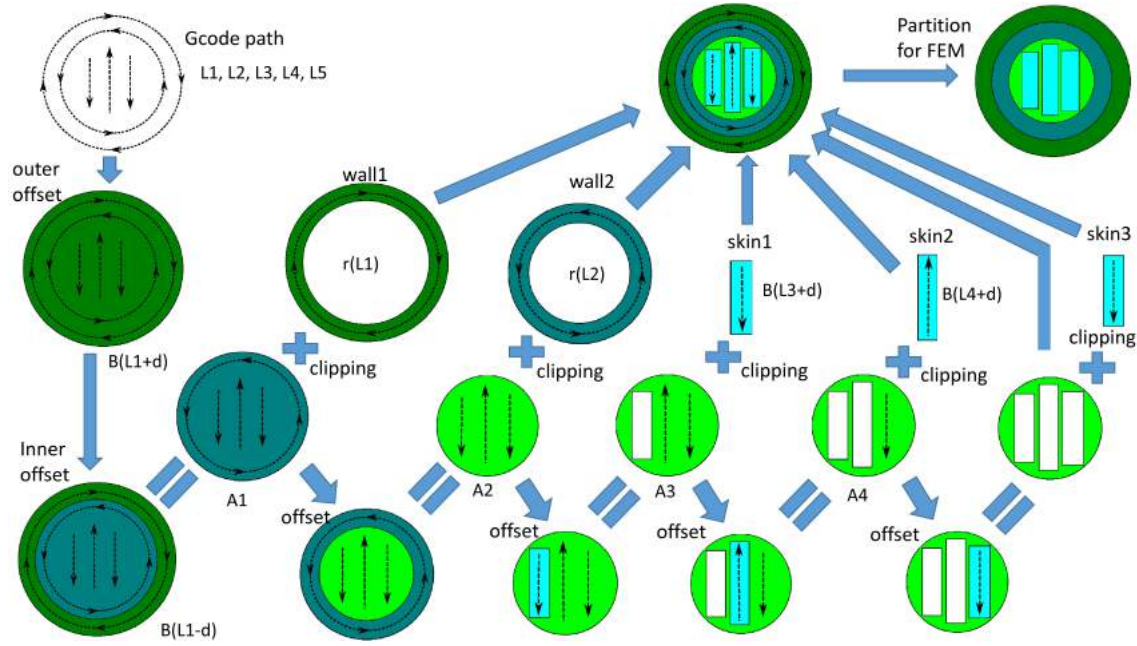 Gcode path
L1, L2, L3, L4, L5
Partition
for FEM
outer
offset
wall1
wall2
r(L1)
r(L2)
skin1
B(L3+d)
skin2
B(L4+d)
skin3
B(L1+d)
clipping
clipping
clipping
clipping
clipping
Inner
offset
A1
A2
A3
A4
offset
offset
offset
offset
B(L1-d)